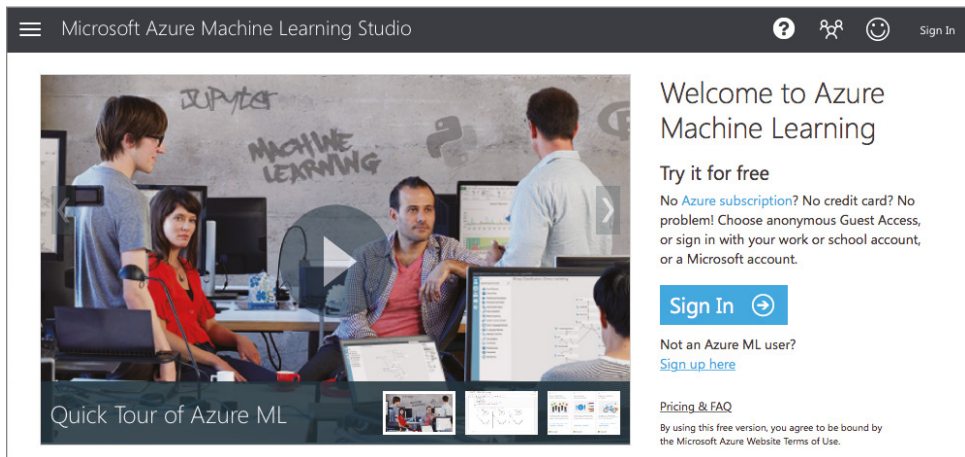 Microsoft Azure Machine Learning Studio
Sign In
JUPyter
MACHINE
LEARNING
R
Quick Tour of Azure ML
Welcome to Azure
Machine Learning
Try it for free
No Azure subscription? No credit card? No
problem! Choose anonymous Guest Access,
or sign in with your work or school account,
or a Microsoft account.
Sign In
Not an Azure ML user?
Sign up here
Pricing & FAQ
By using this free version, you agree to be bound by
the Microsoft Azure Website Terms of Use.